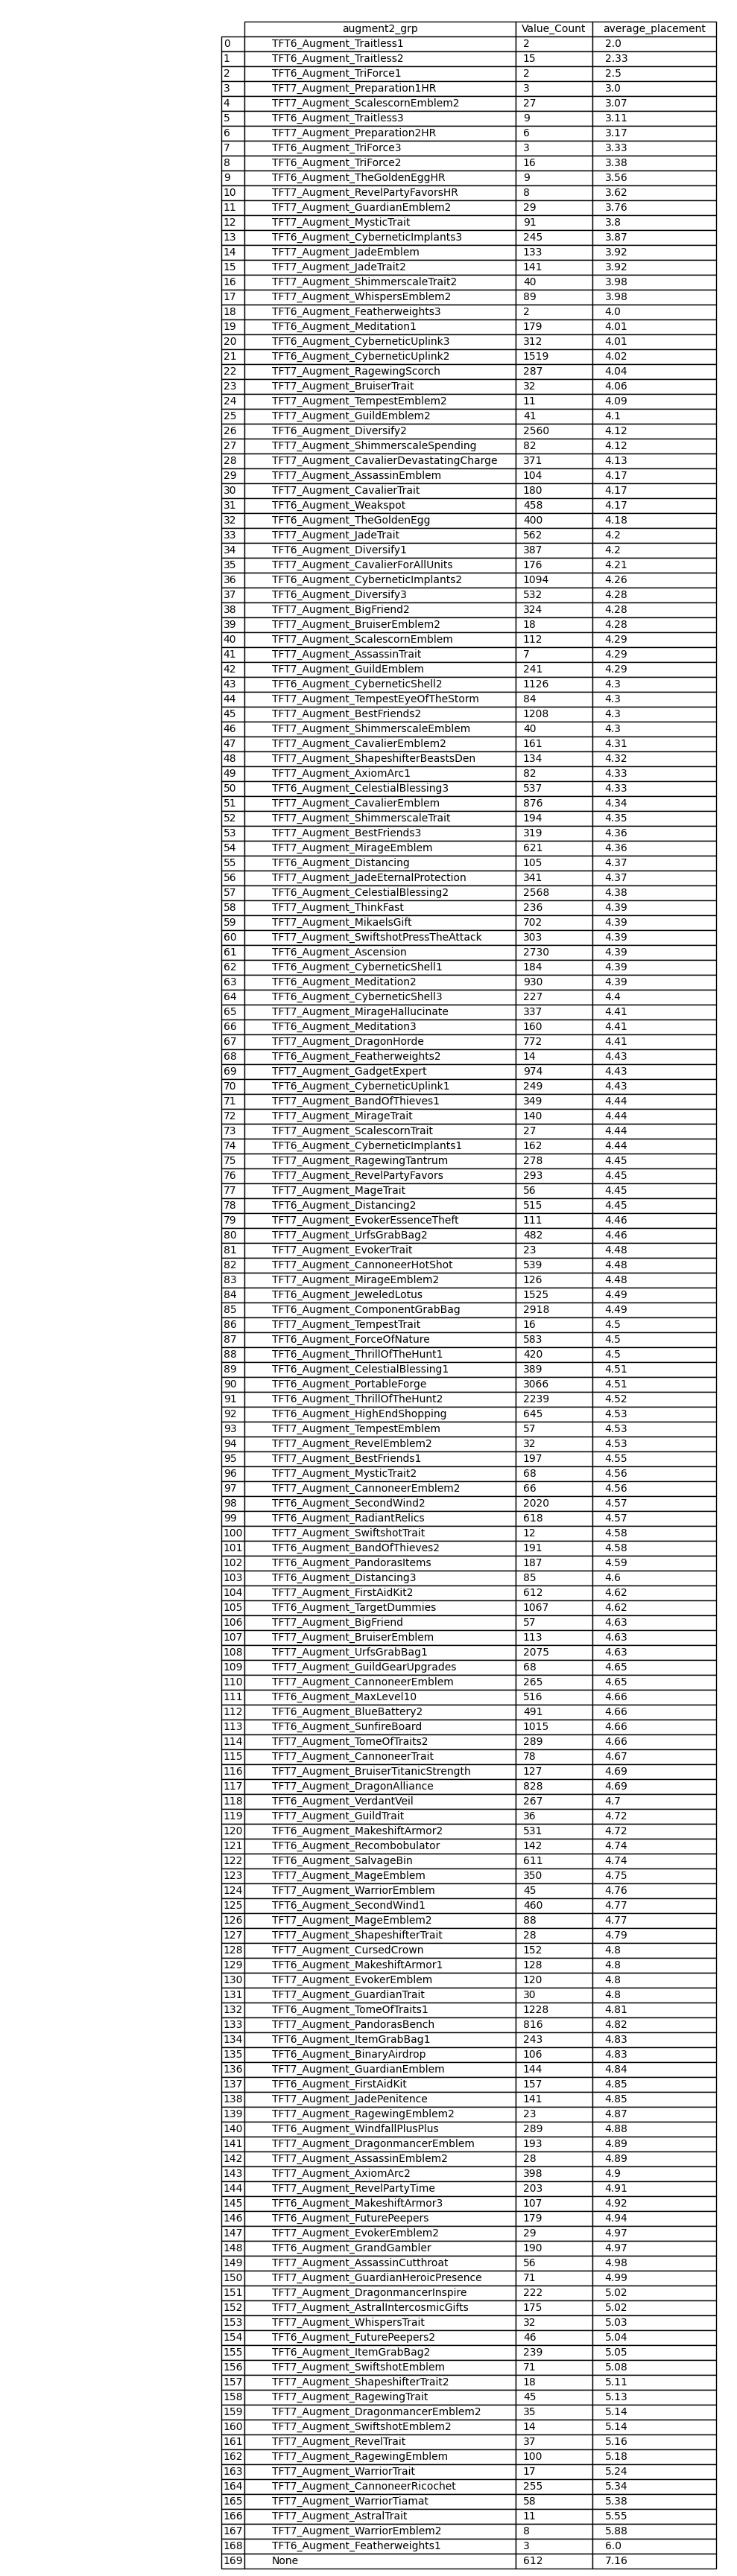 augment2_grp Value_Count average_placement
0 TFT6_Augment_Traitless1 2 2.0
1 TFT6_Augment_Traitless2 15 2.33
2 TFT6_Augment_TriForce1 2 2.5
3 TFT7_Augment_Preparation1HR 3 3.0
4 TFT7_Augment_ScalescornEmblem2 27 3.07
5 TFT6_Augment_Traitless3 9 3.11
6 TFT7_Augment_Preparation2HR 6 3.17
7 TFT6_Augment_TriForce3 3 3.33
8 TFT6_Augment_TriForce2 16 3.38
9 TFT6_Augment_TheGoldenEggHR 9 3.56
10 TFT7_Augment_RevelPartyFavorsHR 8 3.62
11 TFT7_Augment_GuardianEmblem2 29 3.76
12 TFT7_Augment_MysticTrait 91 3.8
13 TFT6_Augment_CyberneticImplants3 245 3.87
14 TFT7_Augment_JadeEmblem 133 3.92
15 TFT7_Augment_JadeTrait2 141 3.92
16 TFT7_Augment_ShimmerscaleTrait2 40 3.98
17 TFT7_Augment_WhispersEmblem2 89 3.98
18 TFT6_Augment_Featherweights3 2 4.0
19 TFT6_Augment_Meditation1 179 4.01
20 TFT6_Augment_CyberneticUplink3 312 4.01
21 TFT6_Augment_CyberneticUplink2 1519 4.02
22 TFT7_Augment_RagewingScorch 287 4.04
23 TFT7_Augment_BruiserTrait 32 4.06
24 TFT7_Augment_TempestEmblem2 11 4.09
25 TFT7_Augment_GuildEmblem2 41 4.1
26 TFT6_Augment_Diversify2 2560 4.12
27 TFT7_Augment_ShimmerscaleSpending 82 4.12
28 TFT7_Augment_CavalierDevastatingCharge 371 4.13
29 TFT7_Augment_AssassinEmblem 104 4.17
30 TFT7_Augment_CavalierTrait 180 4.17
31 TFT6_Augment_Weakspot 458 4.17
32 TFT6_Augment_TheGoldenEgg 400 4.18
33 TFT7_Augment_JadeTrait 562 4.2
34 TFT6_Augment_Diversify1 387 4.2
35 TFT7_Augment_CavalierForAllUnits 176 4.21
36 TFT6_Augment_CyberneticImplants2 1094 4.26
37 TFT6_Augment_Diversify3 532 4.28
38 TFT7_Augment_BigFriend2 324 4.28
39 TFT7_Augment_BruiserEmblem2 18 4.28
40 TFT7_Augment_ScalescornEmblem 112 4.29
41 TFT7_Augment_AssassinTrait 7 4.29
42 TFT7_Augment_GuildEmblem 241 4.29
43 TFT6_Augment_CyberneticShell2 1126 4.3
44 TFT7_Augment_TempestEyeOfTheStorm 84 4.3
45 TFT7_Augment_BestFriends2 1208 4.3
46 TFT7_Augment_ShimmerscaleEmblem 40 4.3
47 TFT7_Augment_CavalierEmblem2 161 4.31
48 TFT7_Augment_ShapeshifterBeastsDen 134 4.32
49 TFT7_Augment_AxiomArc1 82 4.33
50 TFT6_Augment_CelestialBlessing3 537 4.33
51 TFT7_Augment_CavalierEmblem 876 4.34
52 TFT7_Augment_ShimmerscaleTrait 194 4.35
53 TFT7_Augment_BestFriends3 319 4.36
54 TFT7_Augment_MirageEmblem 621 4.36
55 TFT6_Augment_Distancing 105 4.37
56 TFT7_Augment_JadeEternalProtection 341 4.37
57 TFT6_Augment_CelestialBlessing2 2568 4.38
58 TFT7_Augment_ThinkFast 236 4.39
59 TFT7_Augment_MikaelsGift 702 4.39
60 TFT7_Augment_SwiftshotPressTheAttack 303 4.39
61 TFT6_Augment_Ascension 2730 4.39
62 TFT6_Augment_CyberneticShell1 184 4.39
63 TFT6_Augment_Meditation2 930 4.39
64 TFT6_Augment_CyberneticShell3 227 4.4
65 TFT7_Augment_MirageHallucinate 337 4.41
66 TFT6_Augment_Meditation3 160 4.41
67 TFT7_Augment_DragonHorde 772 4.41
68 TFT6_Augment_Featherweights2 14 4.43
69 TFT7_Augment_GadgetExpert 974 4.43
70 TFT6_Augment_CyberneticUplink1 249 4.43
71 TFT7_Augment_BandOfThieves1 349 4.44
72 TFT7_Augment_MirageTrait 140 4.44
73 TFT7_Augment_ScalescornTrait 27 4.44
74 TFT6_Augment_CyberneticImplants1 162 4.44
75 TFT7_Augment_RagewingTantrum 278 4.45
76 TFT7_Augment_RevelPartyFavors 293 4.45
77 TFT7_Augment_MageTrait 56 4.45
78 TFT6_Augment_Distancing2 515 4.45
79 TFT7_Augment_EvokerEssenceTheft 111 4.46
80 TFT7_Augment_UrfsGrabBag2 482 4.46
81 TFT7_Augment_EvokerTrait 23 4.48
82 TFT7_Augment_CannoneerHotShot 539 4.48
83 TFT7_Augment_MirageEmblem2 126 4.48
84 TFT6_Augment_JeweledLotus 1525 4.49
85 TFT6_Augment_ComponentGrabBag 2918 4.49
86 TFT7_Augment_TempestTrait 16 4.5
87 TFT6_Augment_ForceOfNature 583 4.5
88 TFT6_Augment_ThrillOfTheHunt1 420 4.5
89 TFT6_Augment_CelestialBlessing1 389 4.51
90 TFT6_Augment_PortableForge 3066 4.51
91 TFT6_Augment_ThrillOfTheHunt2 2239 4.52
92 TFT6_Augment_HighEndShopping 645 4.53
93 TFT7_Augment_TempestEmblem 57 4.53
94 TFT7_Augment_RevelEmblem2 32 4.53
95 TFT7_Augment_BestFriends1 197 4.55
96 TFT7_Augment_MysticTrait2 68 4.56
97 TFT7_Augment_CannoneerEmblem2 66 4.56
98 TFT6_Augment_SecondWind2 2020 4.57
99 TFT6_Augment_RadiantRelics 618 4.57
100 TFT7_Augment_SwiftshotTrait 12 4.58
101 TFT6_Augment_BandOfThieves2 191 4.58
102 TFT6_Augment_PandorasItems 187 4.59
103 TFT6_Augment_Distancing3 85 4.6
104 TFT7_Augment_FirstAidKit2 612 4.62
105 TFT6_Augment_TargetDummies 1067 4.62
106 TFT7_Augment_BigFriend 57 4.63
107 TFT7_Augment_BruiserEmblem 113 4.63
108 TFT7_Augment_UrfsGrabBag1 2075 4.63
109 TFT7_Augment_GuildGearUpgrades 68 4.65
110 TFT7_Augment_CannoneerEmblem 265 4.65
111 TFT6_Augment_MaxLevel10 516 4.66
112 TFT6_Augment_BlueBattery2 491 4.66
113 TFT6_Augment_SunfireBoard 1015 4.66
114 TFT7_Augment_TomeOfTraits2 289 4.66
115 TFT7_Augment_CannoneerTrait 78 4.67
116 TFT7_Augment_BruiserTitanicStrength 127 4.69
117 TFT7_Augment_DragonAlliance 828 4.69
118 TFT6_Augment_VerdantVeil 267 4.7
119 TFT7_Augment_GuildTrait 36 4.72
120 TFT6_Augment_MakeshiftArmor2 531 4.72
121 TFT6_Augment_Recombobulator 142 4.74
122 TFT6_Augment_SalvageBin 611 4.74
123 TFT7_Augment_MageEmblem 350 4.75
124 TFT7_Augment_WarriorEmblem 45 4.76
125 TFT6_Augment_SecondWind1 460 4.77
126 TFT7_Augment_MageEmblem2 88 4.77
127 TFT7_Augment_ShapeshifterTrait 28 4.79
128 TFT7_Augment_CursedCrown 152 4.8
129 TFT6_Augment_MakeshiftArmor1 128 4.8
130 TFT7_Augment_EvokerEmblem 120 4.8
131 TFT7_Augment_GuardianTrait 30 4.8
132 TFT6_Augment_TomeOfTraits1 1228 4.81
133 TFT7_Augment_PandorasBench 816 4.82
134 TFT6_Augment_ItemGrabBag1 243 4.83
135 TFT6_Augment_BinaryAirdrop 106 4.83
136 TFT7_Augment_GuardianEmblem 144 4.84
137 TFT6_Augment_FirstAidKit 157 4.85
138 TFT7_Augment_JadePenitence 141 4.85
139 TFT7_Augment_RagewingEmblem2 23 4.87
140 TFT6_Augment_WindfallPlusPlus 289 4.88
141 TFT7_Augment_DragonmancerEmblem 193 4.89
142 TFT7_Augment_AssassinEmblem2 28 4.89
143 TFT7_Augment_AxiomArc2 398 4.9
144 TFT7_Augment_RevelPartyTime 203 4.91
145 TFT6_Augment_MakeshiftArmor3 107 4.92
146 TFT6_Augment_FuturePeepers 179 4.94
147 TFT7_Augment_EvokerEmblem2 29 4.97
148 TFT6_Augment_GrandGambler 190 4.97
149 TFT7_Augment_AssassinCutthroat 56 4.98
150 TFT7_Augment_GuardianHeroicPresence 71 4.99
151 TFT7_Augment_DragonmancerInspire 222 5.02
152 TFT7_Augment_AstralIntercosmicGifts 175 5.02
153 TFT7_Augment_WhispersTrait 32 5.03
154 TFT6_Augment_FuturePeepers2 46 5.04
155 TFT6_Augment_ItemGrabBag2 239 5.05
156 TFT7_Augment_SwiftshotEmblem 71 5.08
157 TFT7_Augment_ShapeshifterTrait2 18 5.11
158 TFT7_Augment_RagewingTrait 45 5.13
159 TFT7_Augment_DragonmancerEmblem2 35 5.14
160 TFT7_Augment_SwiftshotEmblem2 14 5.14
161 TFT7_Augment_RevelTrait 37 5.16
162 TFT7_Augment_RagewingEmblem 100 5.18
163 TFT7_Augment_WarriorTrait 17 5.24
164 TFT7_Augment_CannoneerRicochet 255 5.34
165 TFT7_Augment_WarriorTiamat 58 5.38
166 TFT7_Augment_AstralTrait 11 5.55
167 TFT7_Augment_WarriorEmblem2 8 5.88
168 TFT6_Augment_Featherweights1 3 6.0
169 None 612 7.16